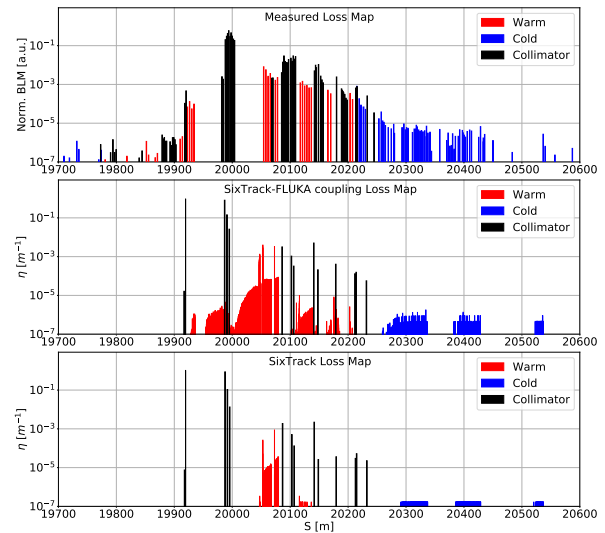 Measured Loss Map
Norm. BLM [a.u.]
10⁻¹
10⁻³
10⁻⁵
10⁻⁷
Warm
Cold
Collimator
19700 19800 19900 20000 20100 20200 20300 20400 20500 20600
SixTrack-FLUKA coupling Loss Map
η [m⁻¹]
10⁻¹
10⁻³
10⁻⁵
10⁻⁷
Warm
Cold
Collimator
19700 19800 19900 20000 20100 20200 20300 20400 20500 20600
SixTrack Loss Map
η [m⁻¹]
10⁻¹
10⁻³
10⁻⁵
10⁻⁷
Warm
Cold
Collimator
19700 19800 19900 20000 20100 20200 20300 20400 20500 20600
S [m]